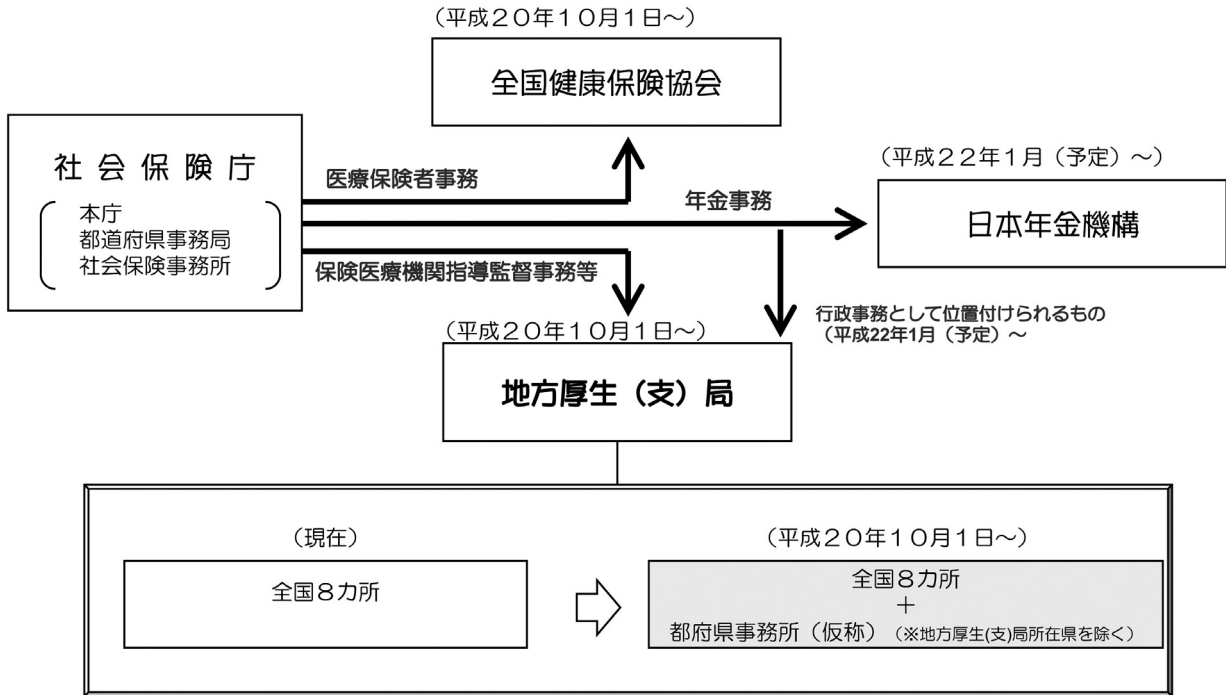 （平成２０年１０月１日～）
全国健康保険協会
社 会 保 険 庁
本庁
都道府県事務局
社会保険事務所
医療保険者事務
年金事務
（平成２２年１月（予定）～）
日本年金機構
保険医療機関指導監督事務等
行政事務として位置付けられるもの
（平成22年1月（予定）～
（平成２０年１０月１日～）
地方厚生（支）局
（現在）
全国８カ所
（平成２０年１０月１日～）
全国８カ所
＋
都府県事務所（仮称）（※地方厚生(支)局所在県を除く）